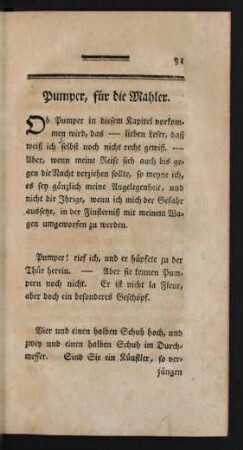 31
Pumper, für die Mahler.
Ob Pumper in diesem Kapitel vorkom-
men wird, das — lieben Leser, daß
weiß ich selbst noch nicht recht gewiß. —
Aber, wenn meine Reise sich auch bis ge-
gen die Nacht verziehen sollte, so meyne ich,
es sey gänzlich meine Angelegenheit, und
nicht die Ihrige, wenn ich mich der Gefahr
aussetze, in der Finsterniß mit meinem Wa-
gen umgeworfen zu werden.
Pumper! rief ich, und er hüpfete zu der
Thür herein. — Aber sie kennen Pum-
pern noch nicht. Er ist nicht la Fleur,
aber doch ein besonderes Geschöpf.
Vier und einen halben Schuh hoch, und
zwey und einen halben Schuh im Durch-
messer. Sind Sie ein Künstler, so ver-
jüngen